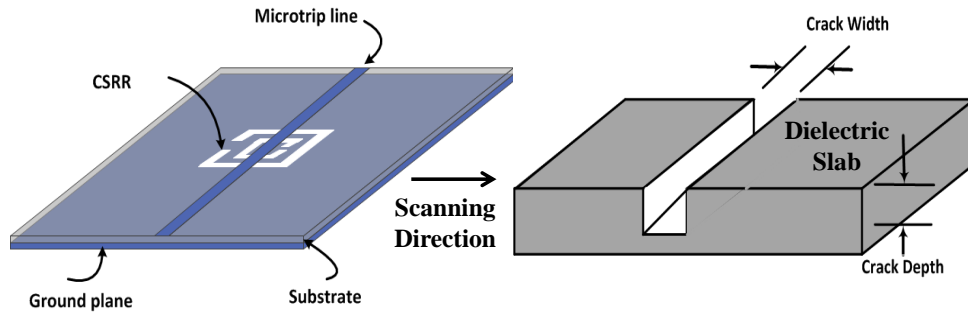 Microtrip line
CSRR
Ground plane
Substrate
Scanning
Direction
Crack Width
Dielectric
Slab
Crack Depth